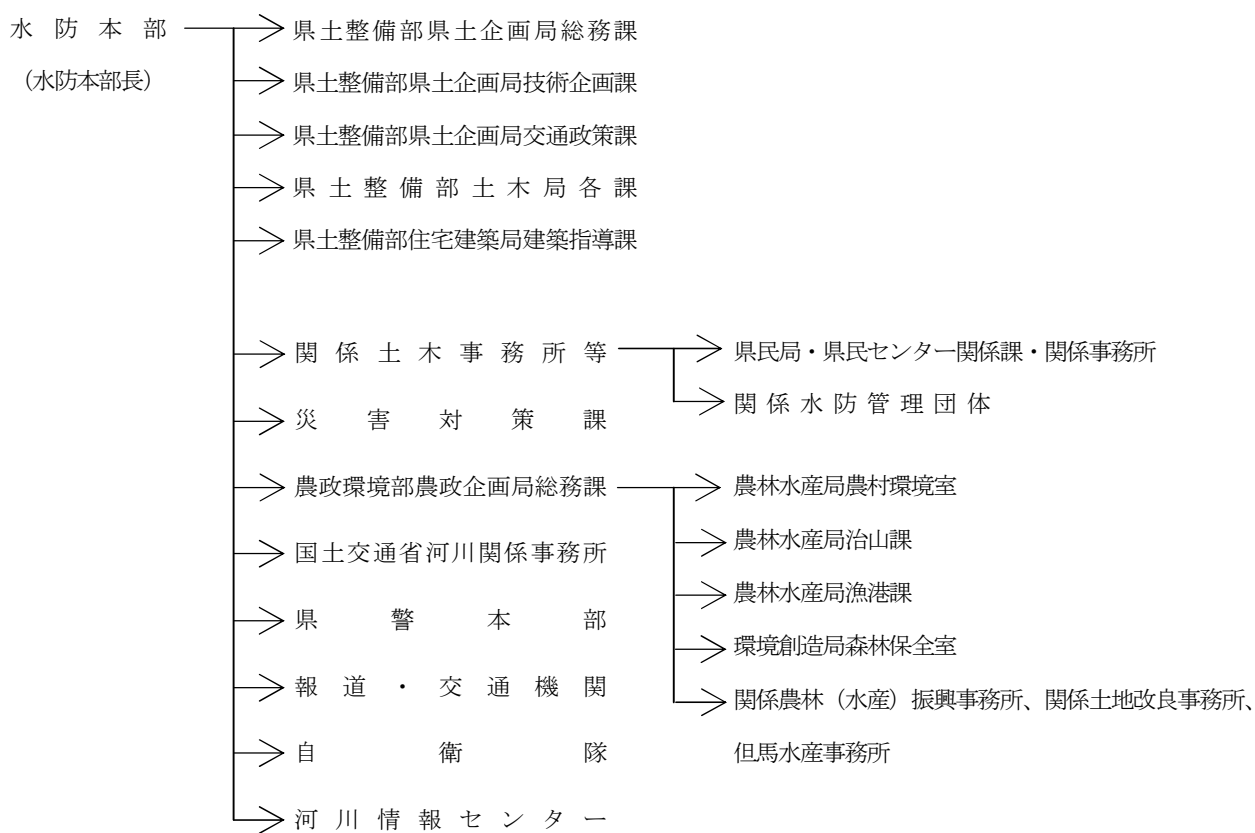 水防本部
(水防本部長)
県土整備部県土企画局総務課
県土整備部県土企画局技術企画課
県土整備部県土企画局交通政策課
県土整備部土木局各課
県土整備部住宅建築局建築指導課
関係土木事務所等
県民局・県民センター関係課・関係事務所
関係水防管理団体
災害対策課
農政環境部農政企画局総務課
農林水産局農村環境室
農林水産局治山課
農林水産局漁港課
環境創造局森林保全室
関係農林（水産）振興事務所、関係土地改良事務所、
但馬水産事務所
国土交通省河川関係事務所
県警本部
報道・交通機関
自衛隊
河川情報センター